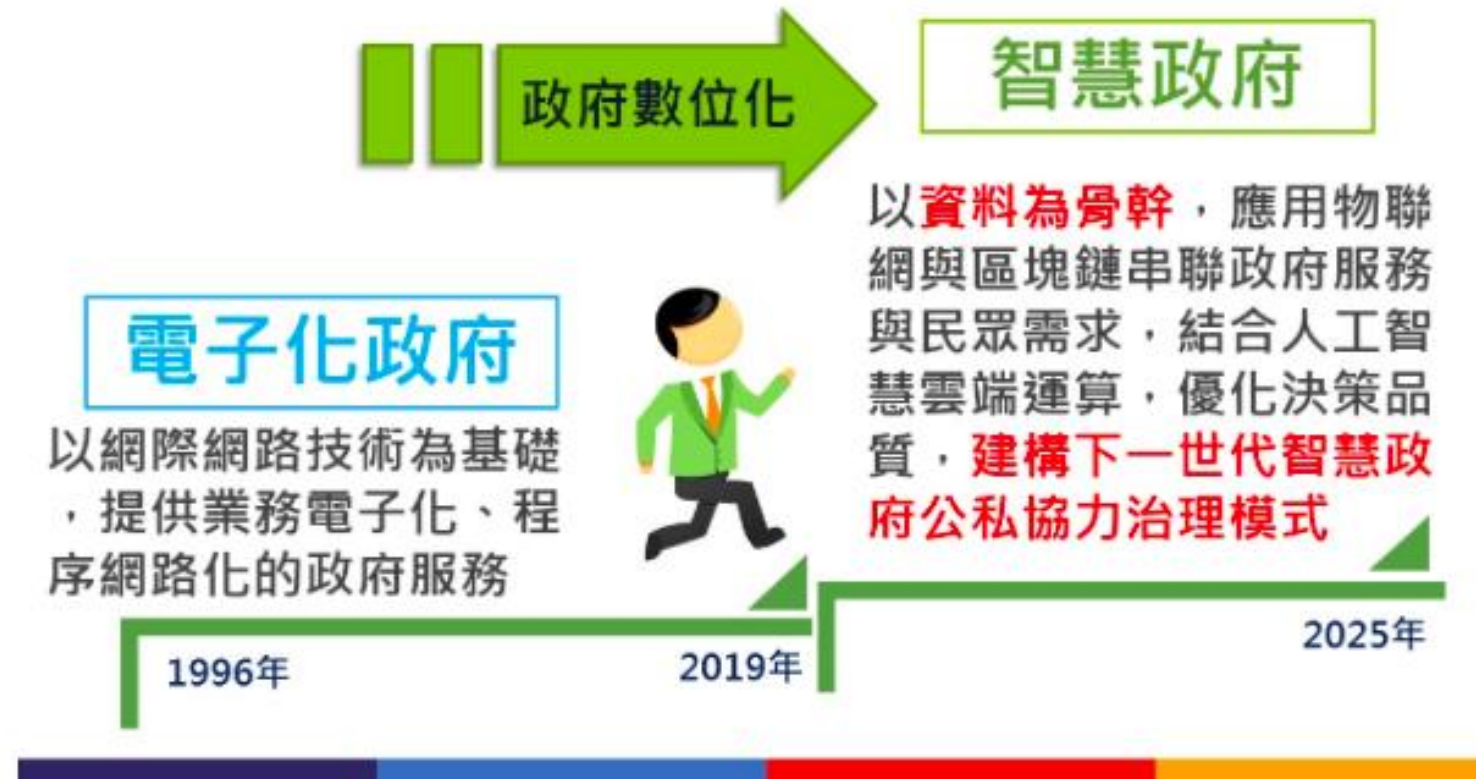 政府數位化
智慧政府
以資料為骨幹，應用物聯
網與區塊鏈串聯政府服務
與民眾需求，結合人工智
慧雲端運算，優化決策品
質，建構下一世代智慧政
府公私協力治理模式
電子化政府
以網際網路技術為基礎
，提供業務電子化、程
序網路化的政府服務
1996年
2019年
2025年